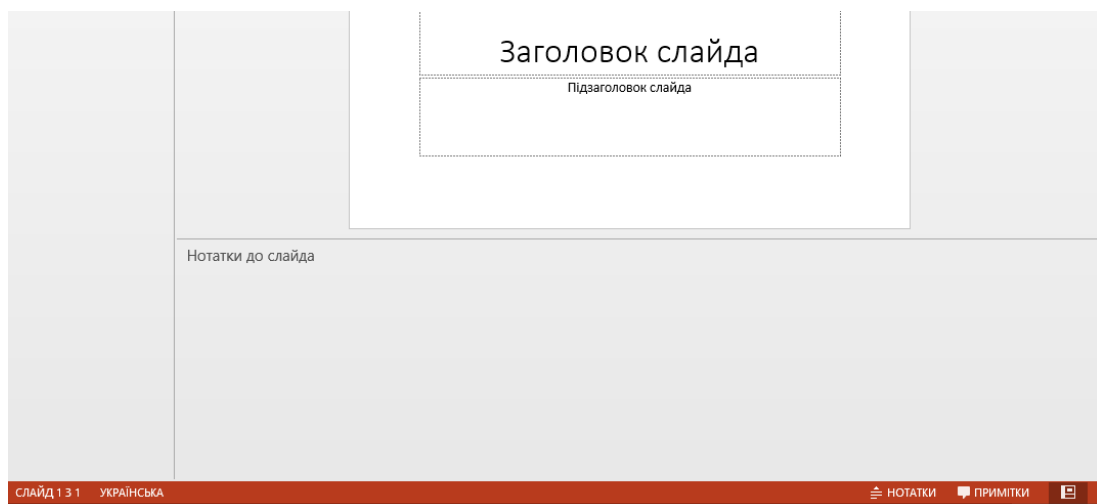 Заголовок слайда
Підзаголовок слайда
Нотатки до слайда
СЛАЙД 1 З 1 УКРАЇНСЬКА НОТАТКИ ПРИМІТКИ